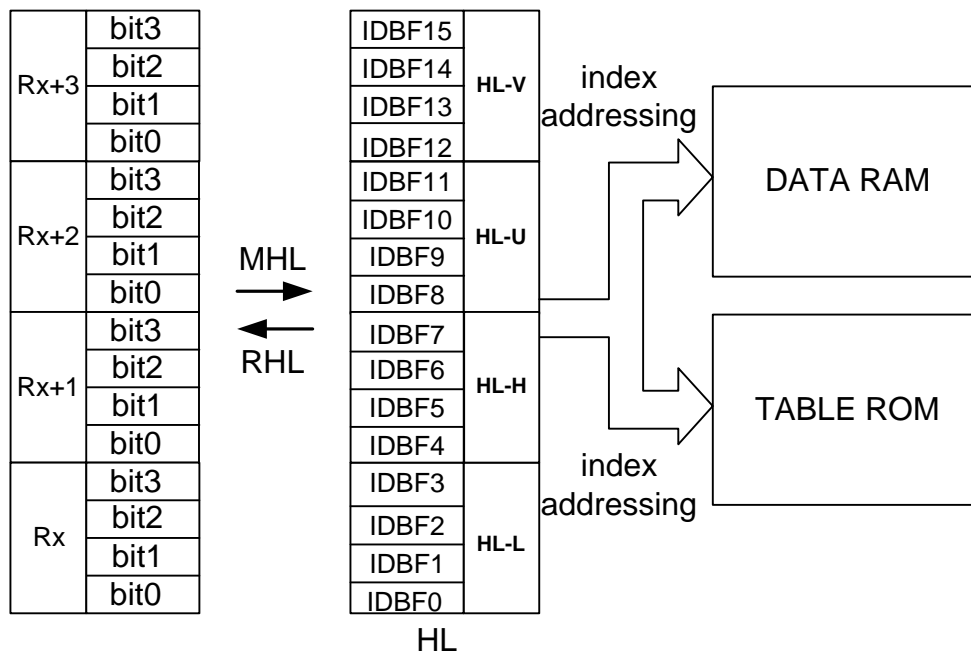 Rx+3
bit3
bit2
bit1
bit0
Rx+2
bit3
bit2
bit1
bit0
Rx+1
bit3
bit2
bit1
bit0
Rx
bit3
bit2
bit1
bit0
MHL
RHL
IDBF15
IDBF14
IDBF13
IDBF12
HL-V
IDBF11
IDBF10
IDBF9
IDBF8
HL-U
IDBF7
IDBF6
IDBF5
IDBF4
HL-H
IDBF3
IDBF2
IDBF1
IDBF0
HL-L
HL
index
addressing
index
addressing
DATA RAM
TABLE ROM